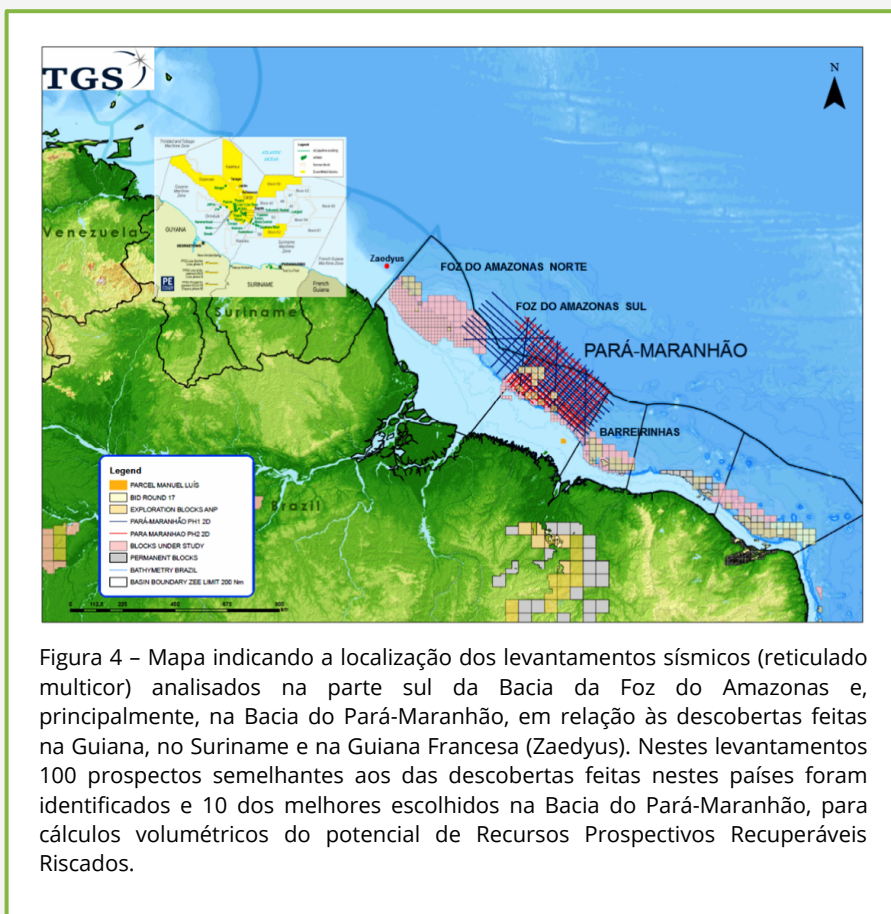 TGS
N
Venezuela
Suriname
Brazil
Zaedyus
FOZ DO AMAZONAS NORTE
FOZ DO AMAZONAS SUL
PARÁ-MARANHÃO
BARREIRINHAS
GUYANA
SURINAME
French
Guiana
PE
Legend
PARCEL MANUEL LUÍS
BID ROUND 17
EXPLORATION BLOCKS ANP
PARÁ-MARANHÃO PH1 2D
PARA MARANHAO PH2 2D
BLOCKS UNDER STUDY
PERMANENT BLOCKS
BATHYMETRY BRAZIL
BASIN BOUNDARY ZEE LIMIT 200 Nm
Figura 4 – Mapa indicando a localização dos levantamentos sísmicos (reticulado
multicor) analisados na parte sul da Bacia da Foz do Amazonas e,
principalmente, na Bacia do Pará-Maranhão, em relação às descobertas feitas
na Guiana, no Suriname e na Guiana Francesa (Zaedyus). Nestes levantamentos
100 prospectos semelhantes aos das descobertas feitas nestes países foram
identificados e 10 dos melhores escolhidos na Bacia do Pará-Maranhão, para
cálculos volumétricos do potencial de Recursos Prospectivos Recuperáveis
Riscados.